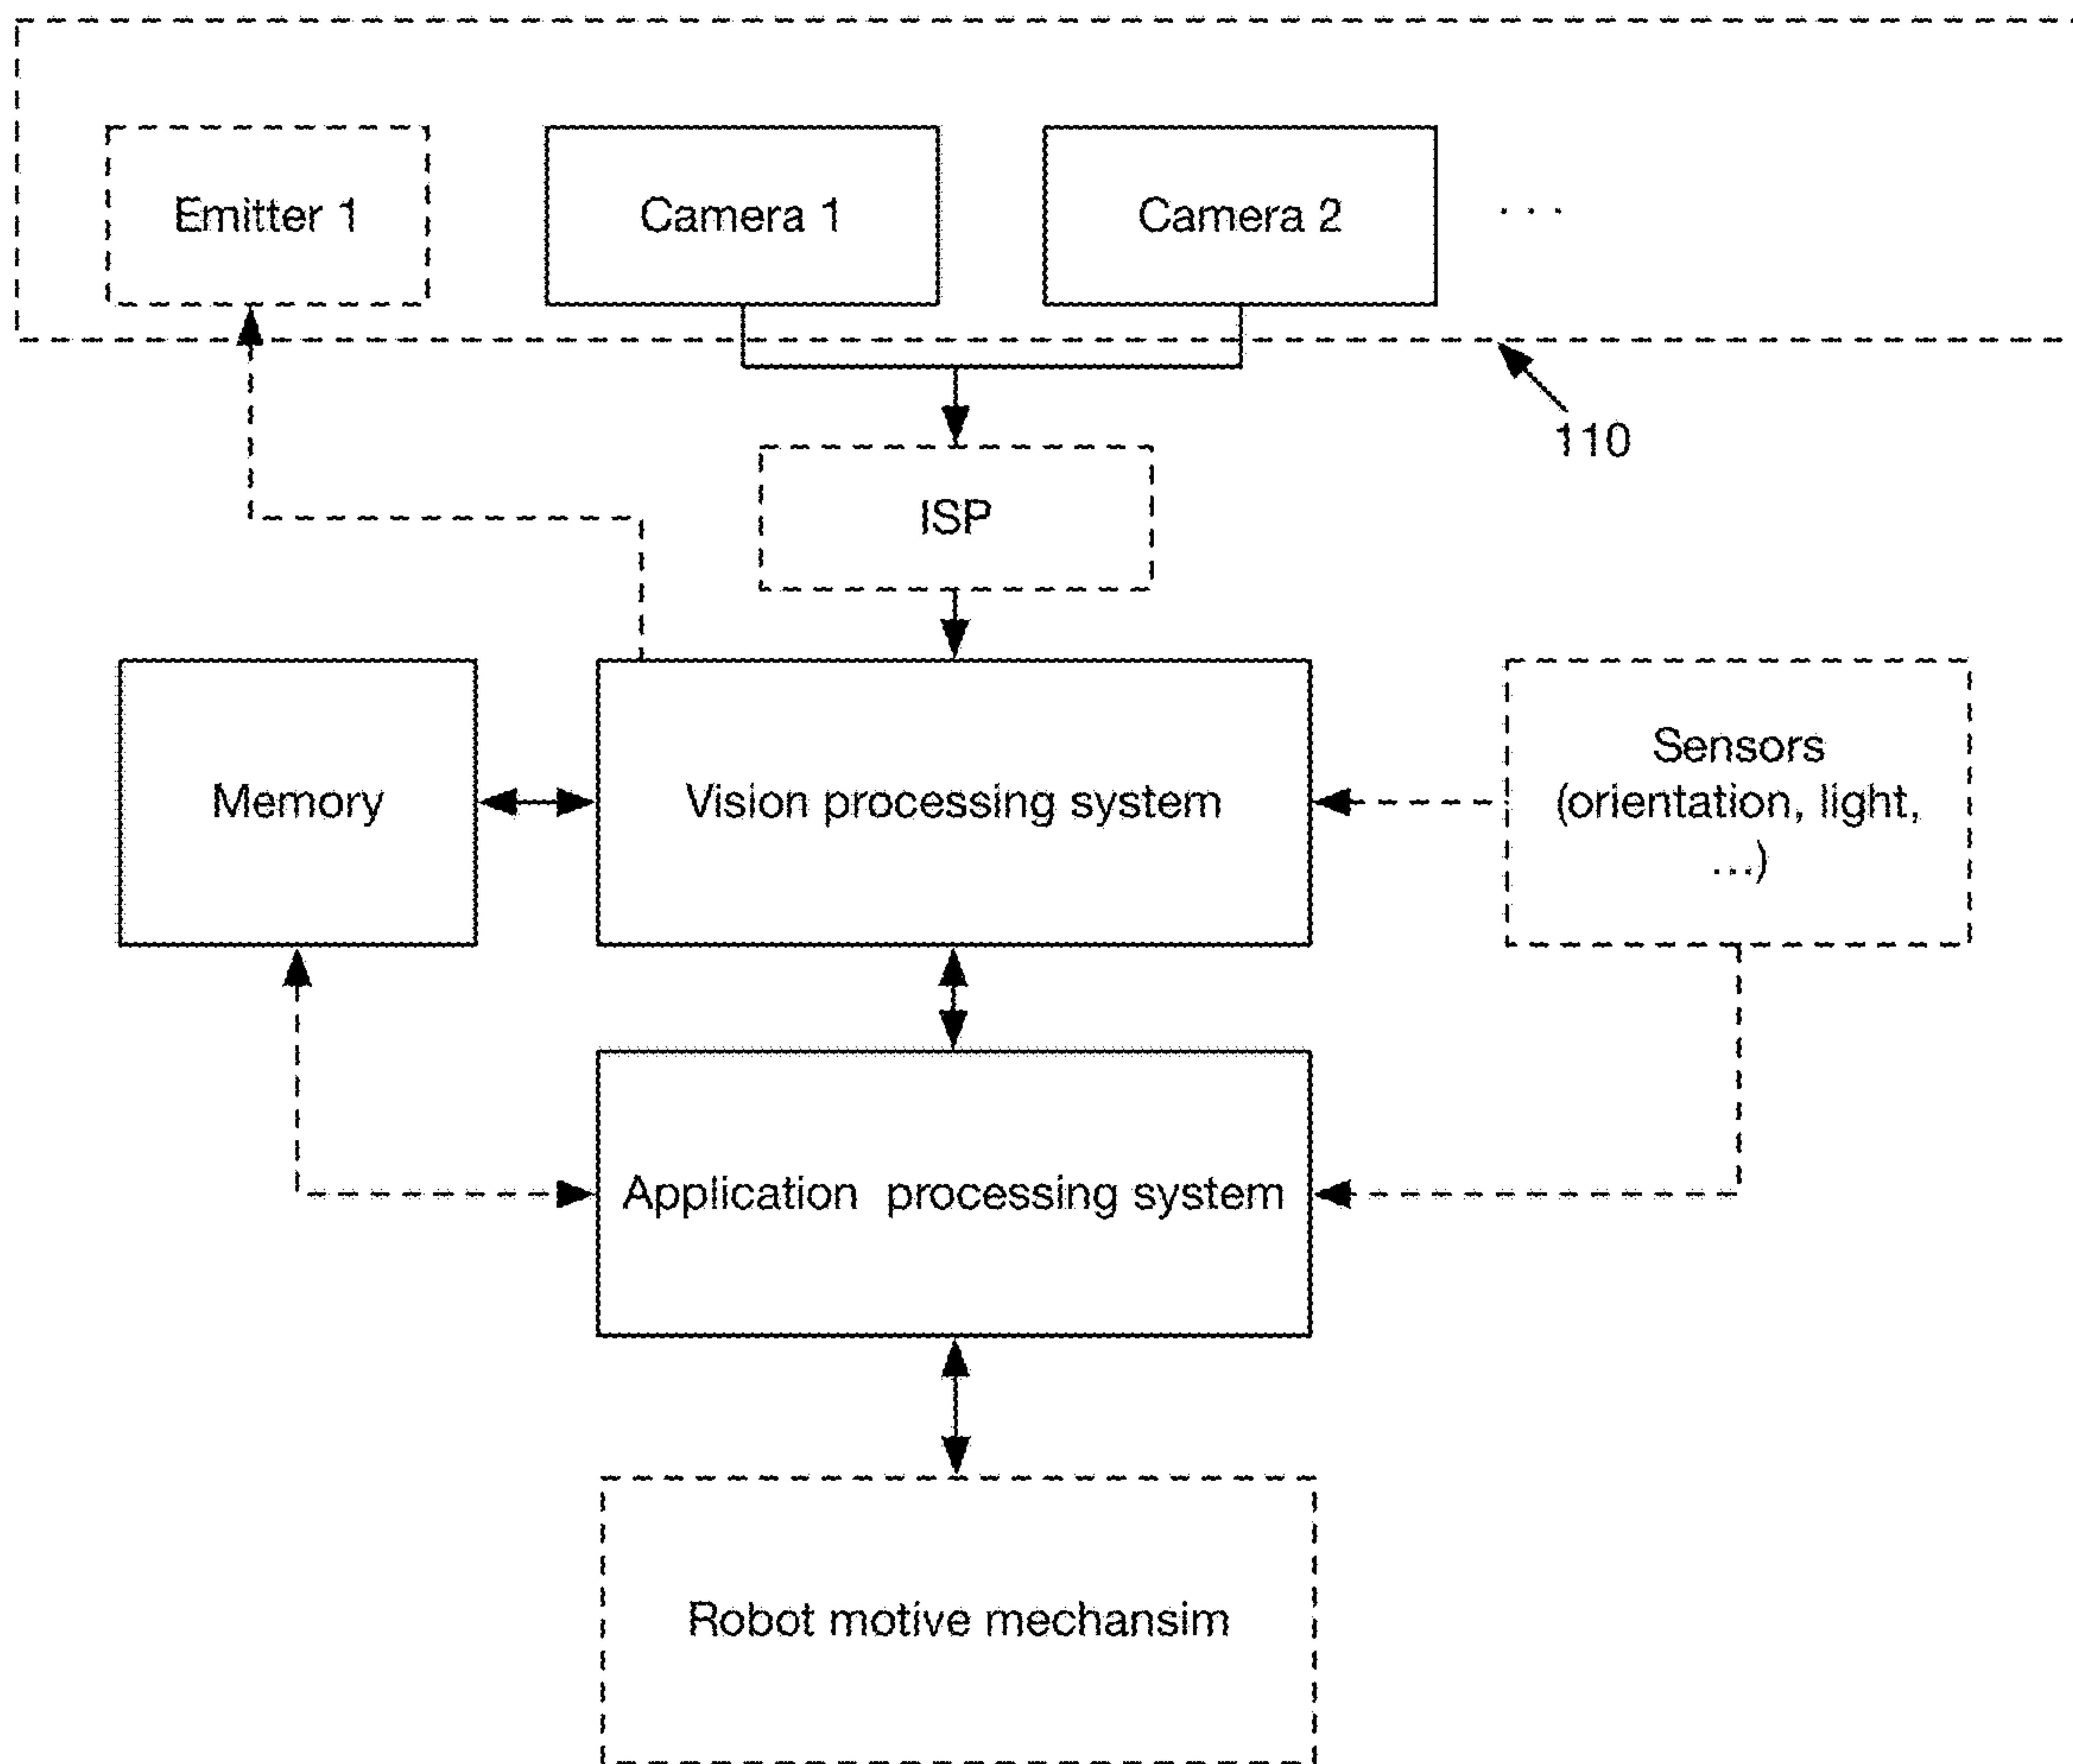 Emitter 1
Camera 1
Camera 2
. . .
110
ISP
Memory
Vision processing system
Sensors
(orientation, light,
...)
Application processing system
Robot motive mechansim